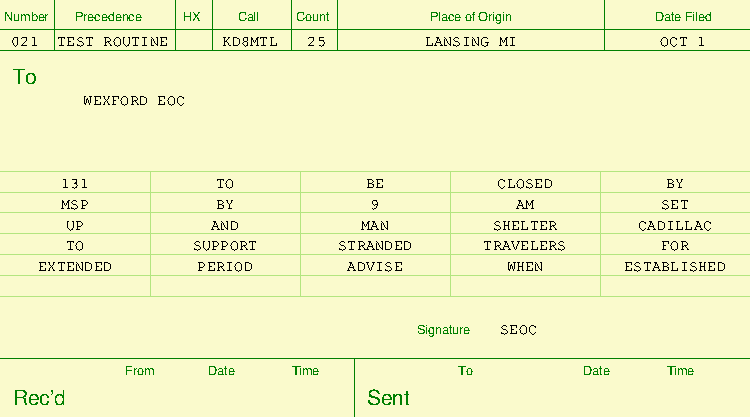 Number Precedence HX Call Count Place of Origin Date Filed
021 TEST ROUTINE KD8MTL 25 LANSING MI OCT 1
To
WEXFORD EOC
131 TO BE CLOSED BY
MSP BY 9 AM SET
UP AND MAN SHELTER CADILLAC
TO SUPPORT STRANDED TRAVELERS FOR
EXTENDED PERIOD ADVISE WHEN ESTABLISHED
Signature SEOC
From Date Time To Date Time
Rec'd Sent